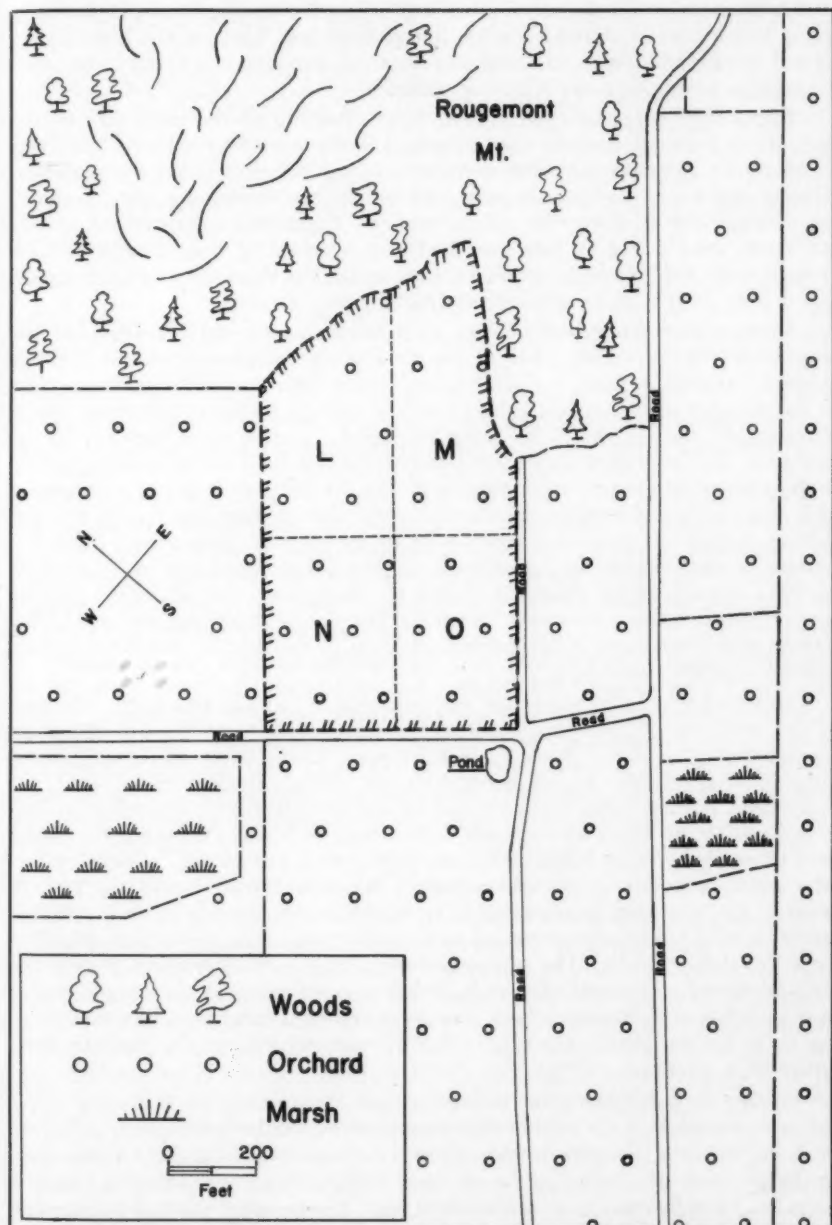 Rougemont
Mt.
Road
L
M
N
E
W
S
Road
N
O
Road
Road
Pond
Road
Road
Woods
Orchard
Marsh
0 200
Feet